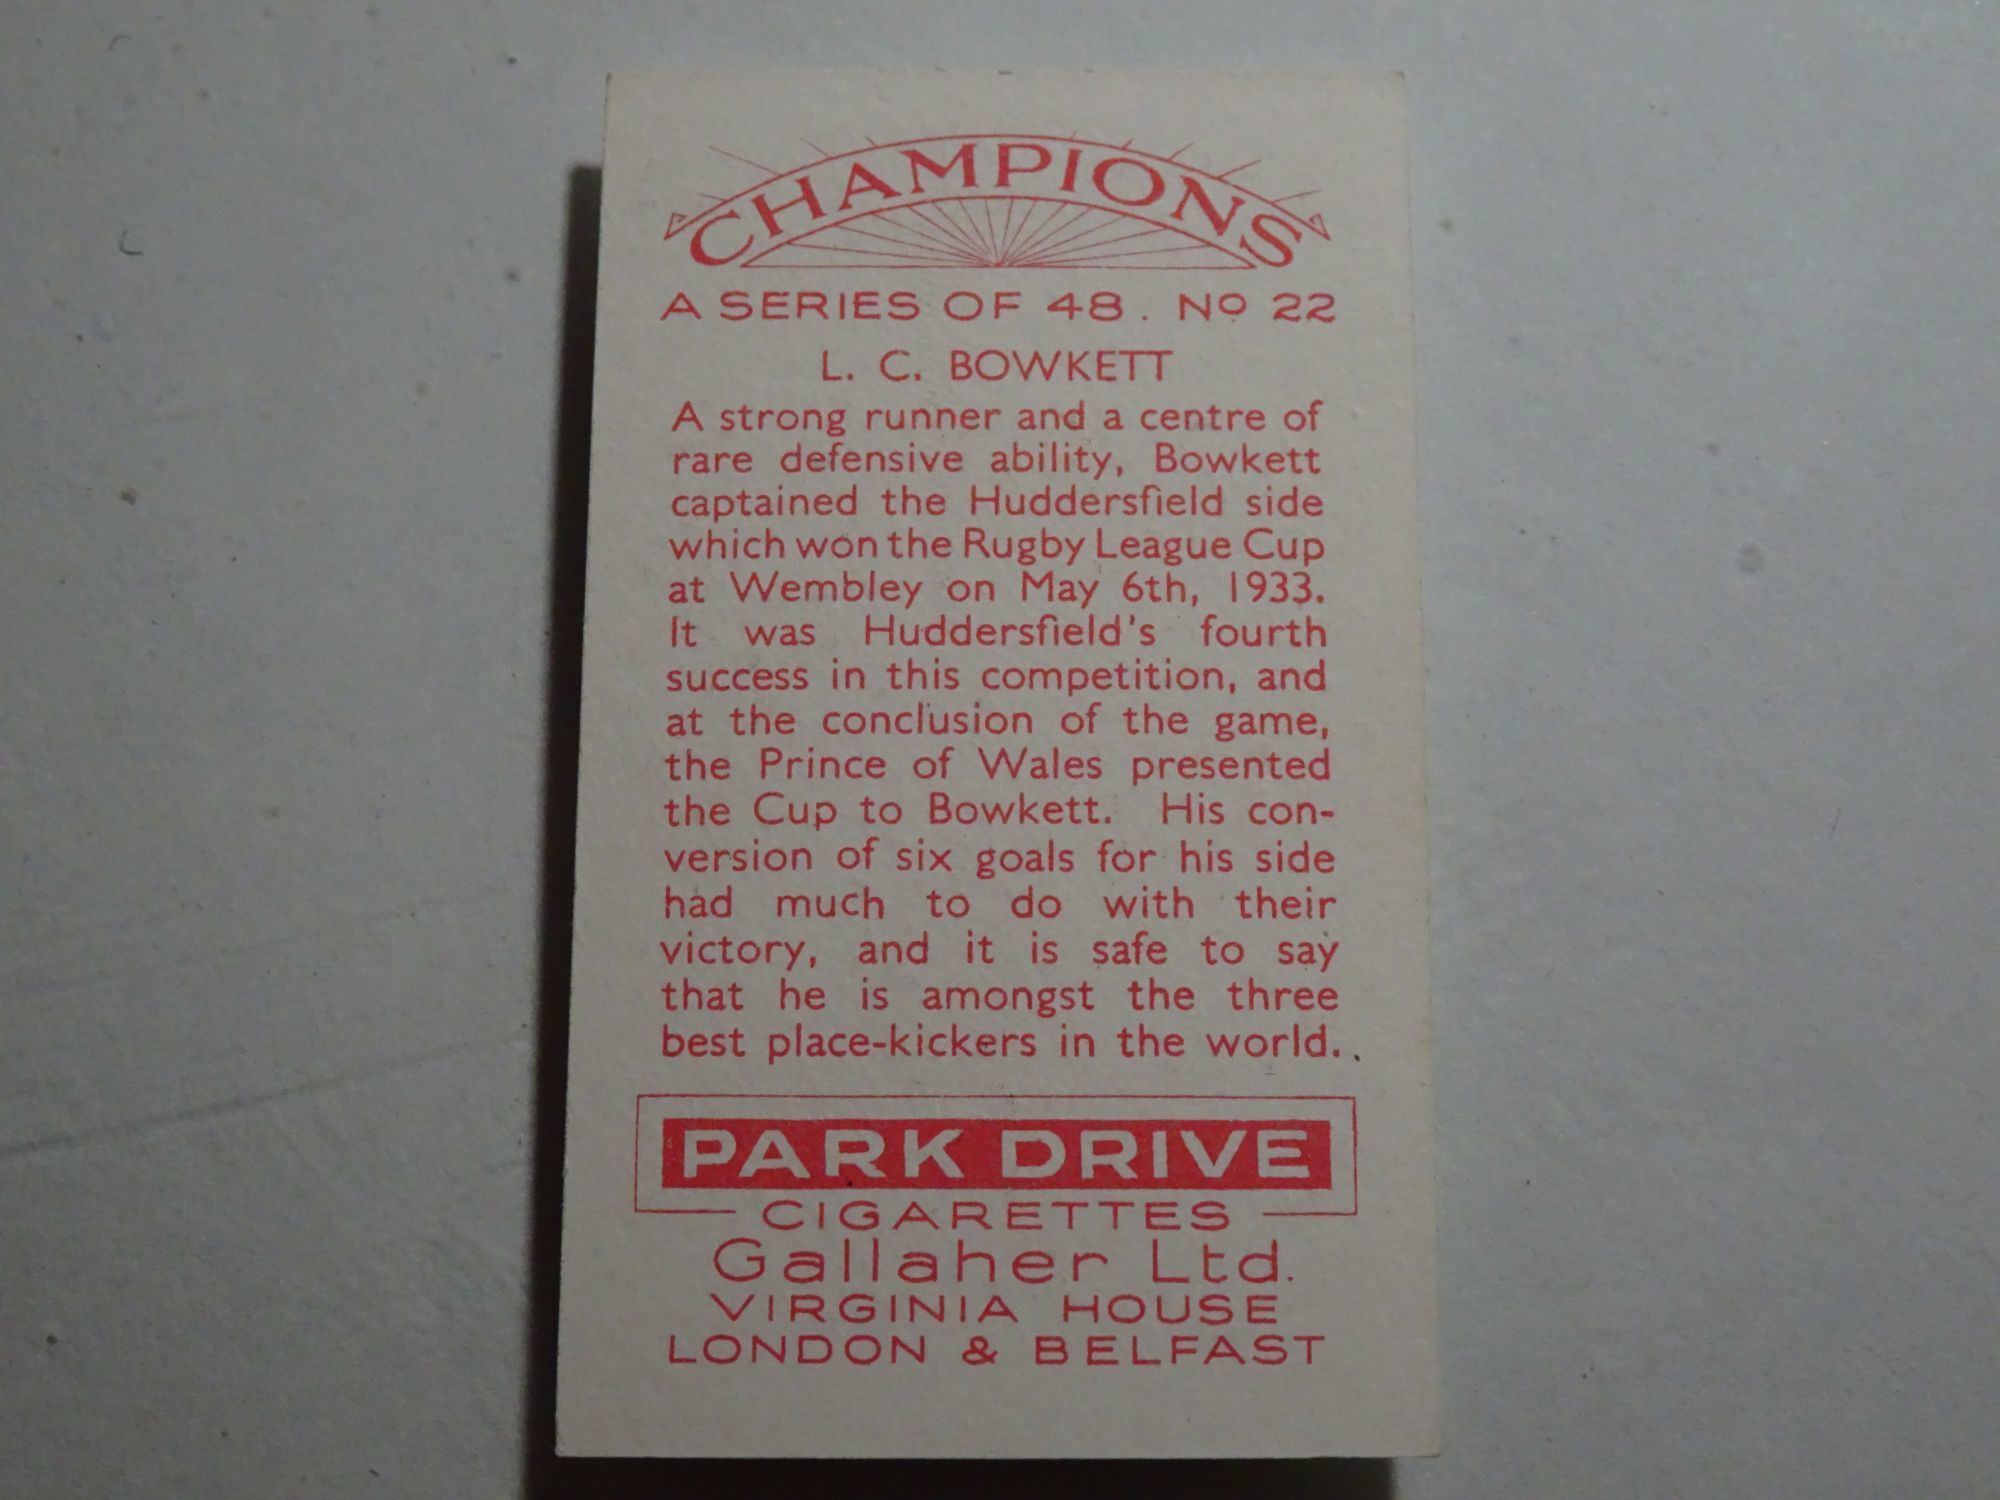 CHAMPIONS
A SERIES OF 48. No 22
L. C. BOWKETT
A strong runner and a centre of
rare defensive ability, Bowkett
captained the Huddersfield side
which won the Rugby League Cup
at Wembley on May 6th, 1933.
It was Huddersfield's fourth
success in this competition, and
at the conclusion of the game,
the Prince of Wales presented
the Cup to Bowkett. His con-
version of six goals for his side
had much to do with their
victory, and it is safe to say
that he is amongst the three
best place-kickers in the world.
PARK DRIVE
CIGARETTES
Gallaher Ltd.
VIRGINIA HOUSE
LONDON & BELFAST